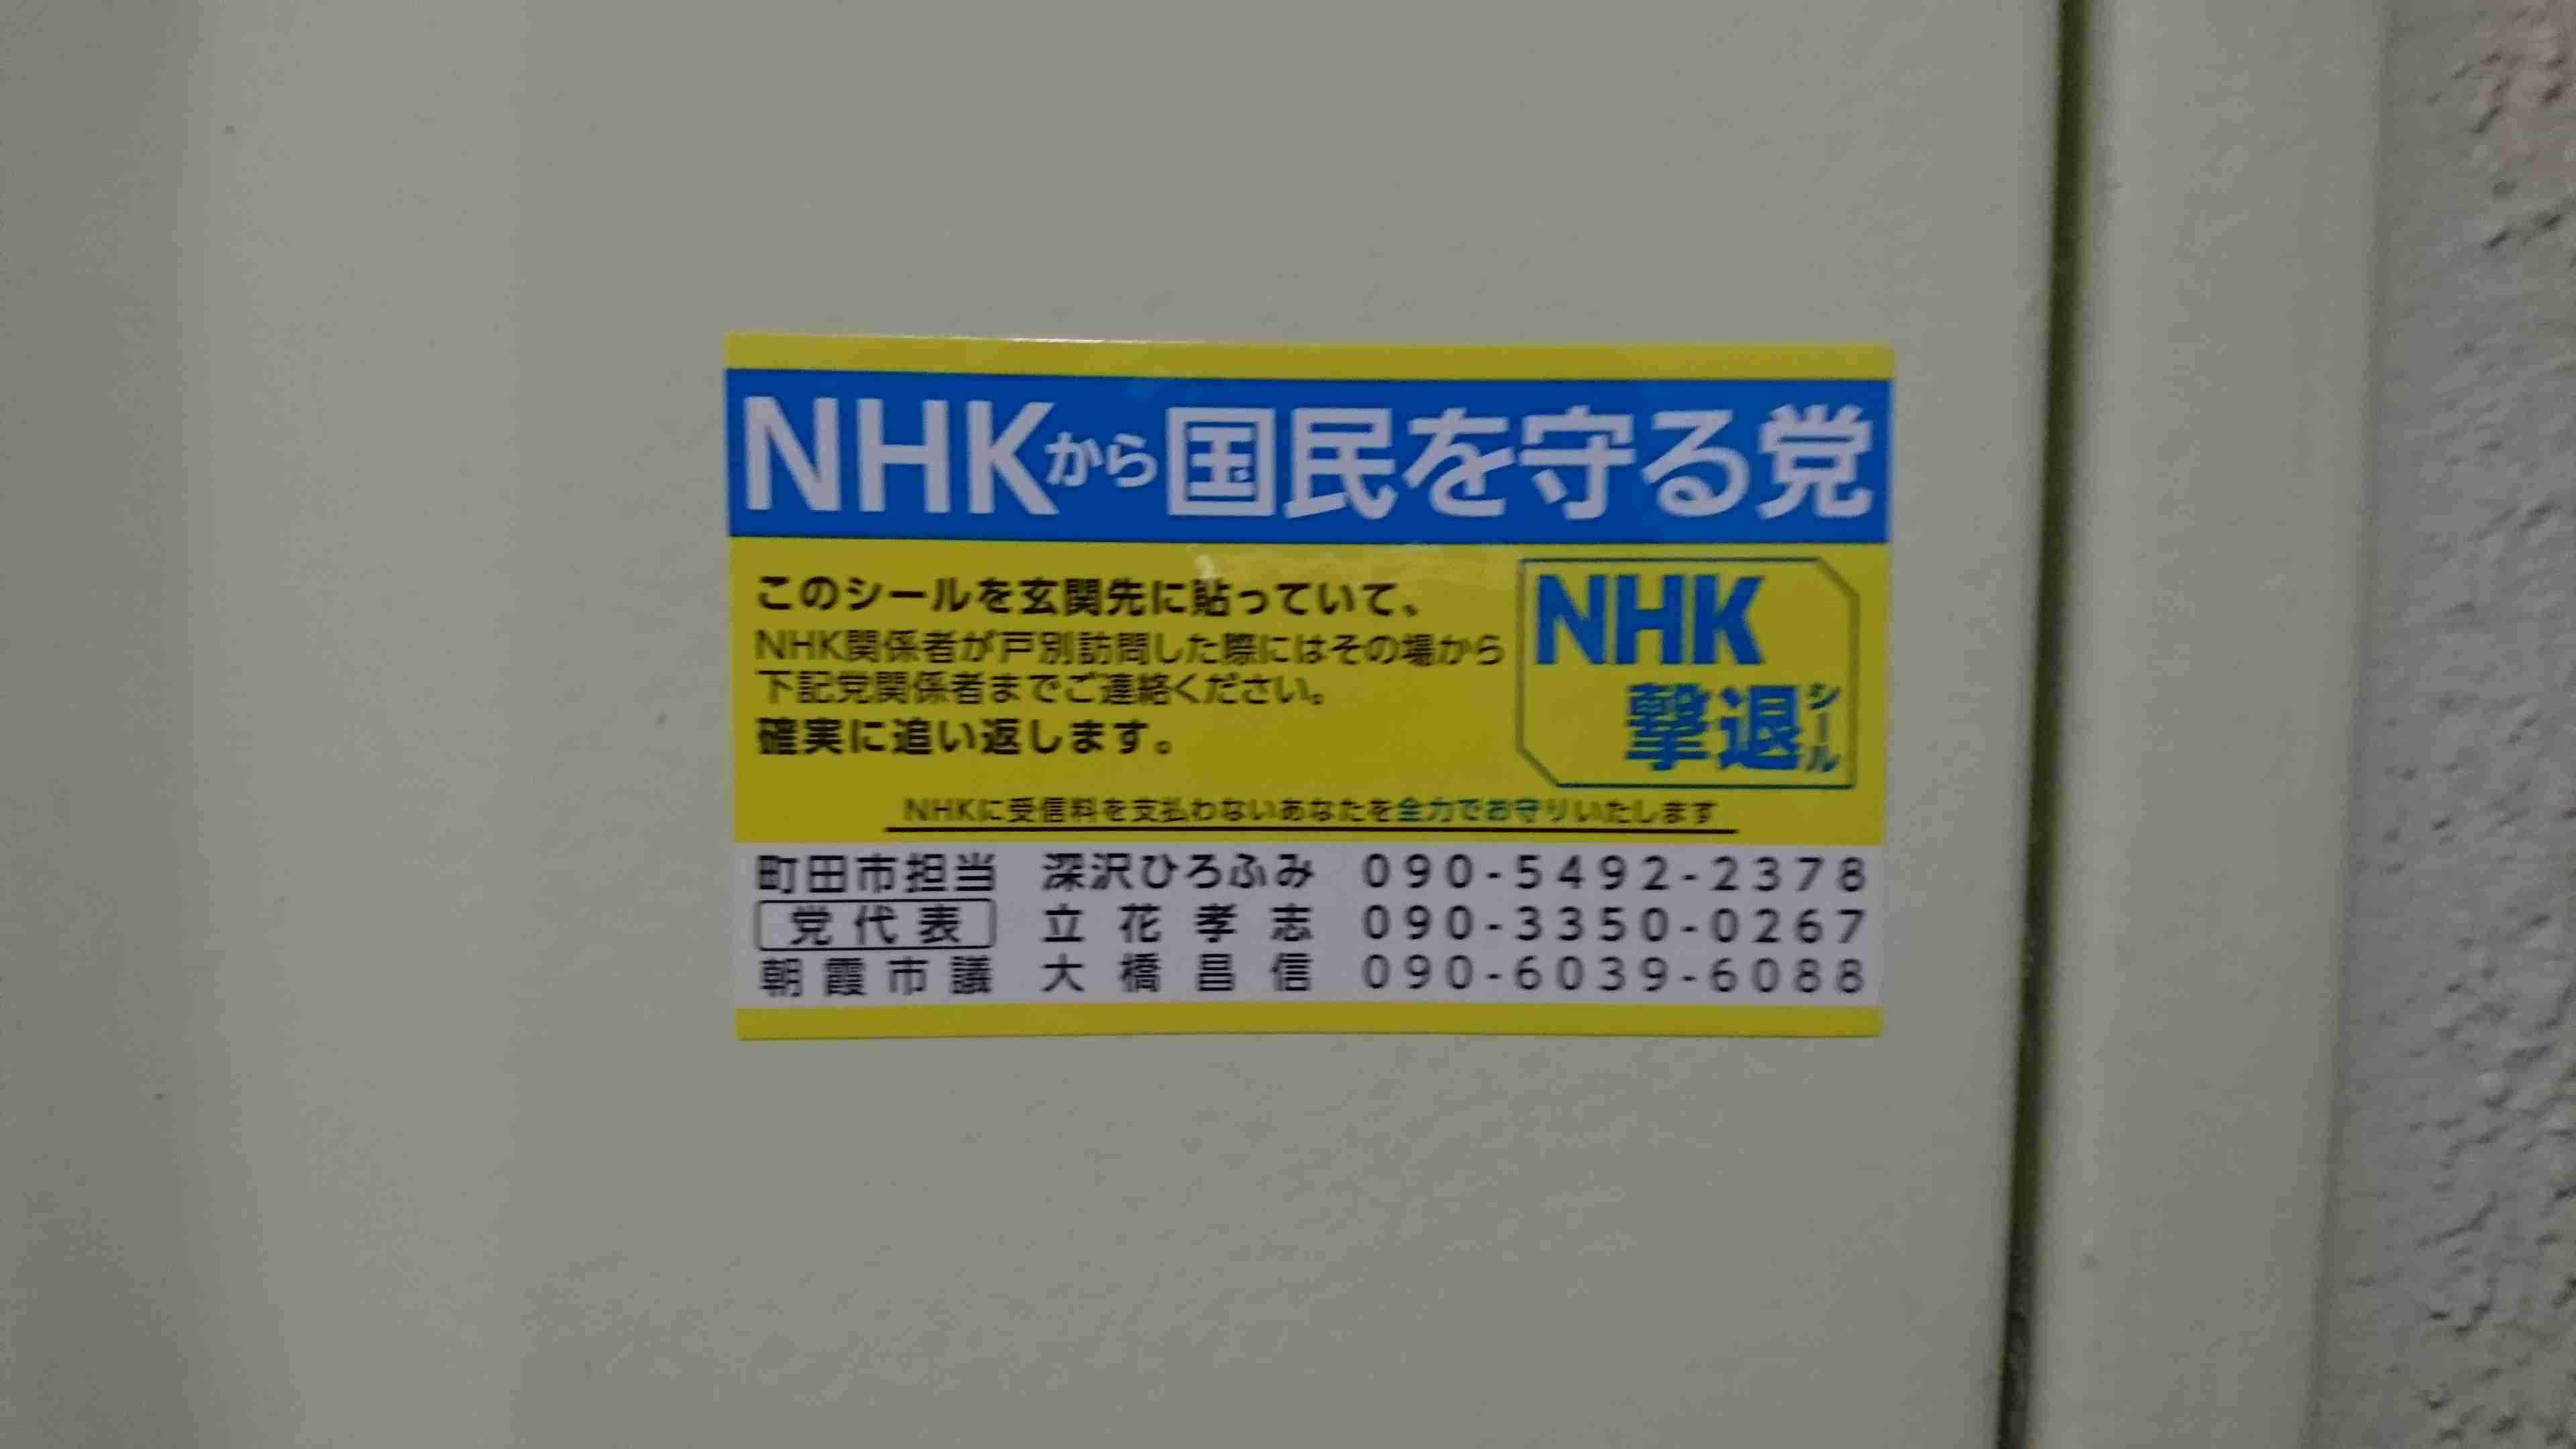 NHKから国民を守る党
このシールを玄関先に貼っていて、
NHK関係者が戸別訪問した際にはその場から
下記党関係者までご連絡ください。
確実に追い返します。
NHK
撃退シール
NHKに受信料を支払わないあなたを全力でお守りいたします
町田市担当 深沢ひろふみ 090-5492-2378
党代表 立花孝志 090-3350-0267
朝霞市議 大橋昌信 090-6039-6088